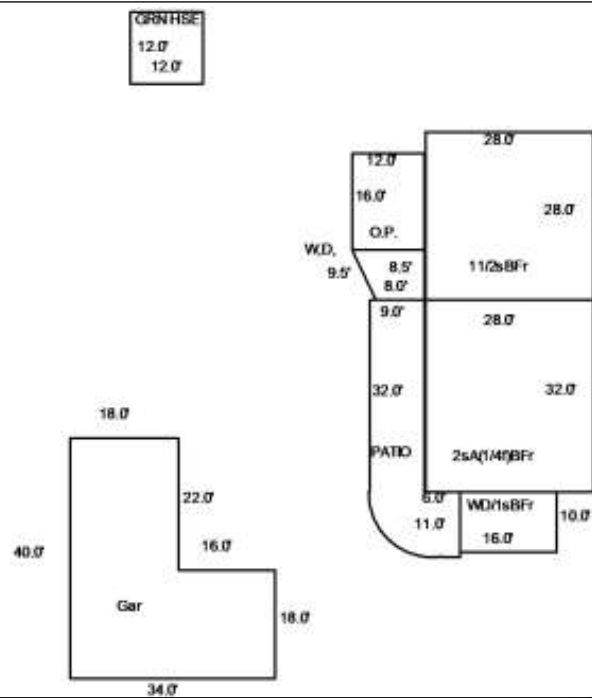 GRN HSE
12.0'
12.0'
28.0'
12.0'
16.0'
28.0'
O.P.
W.D,
9.5'
8.5'
11/2sBFr
8.0'
9.0'
28.0'
32.0'
32.0'
18.0'
PATIO
2sA(1/4f)BFr
22.0'
6.0'
WD/1sBFr
11.0'
10.0'
16.0'
16.0'
40.0'
Gar
18.0'
34.0'